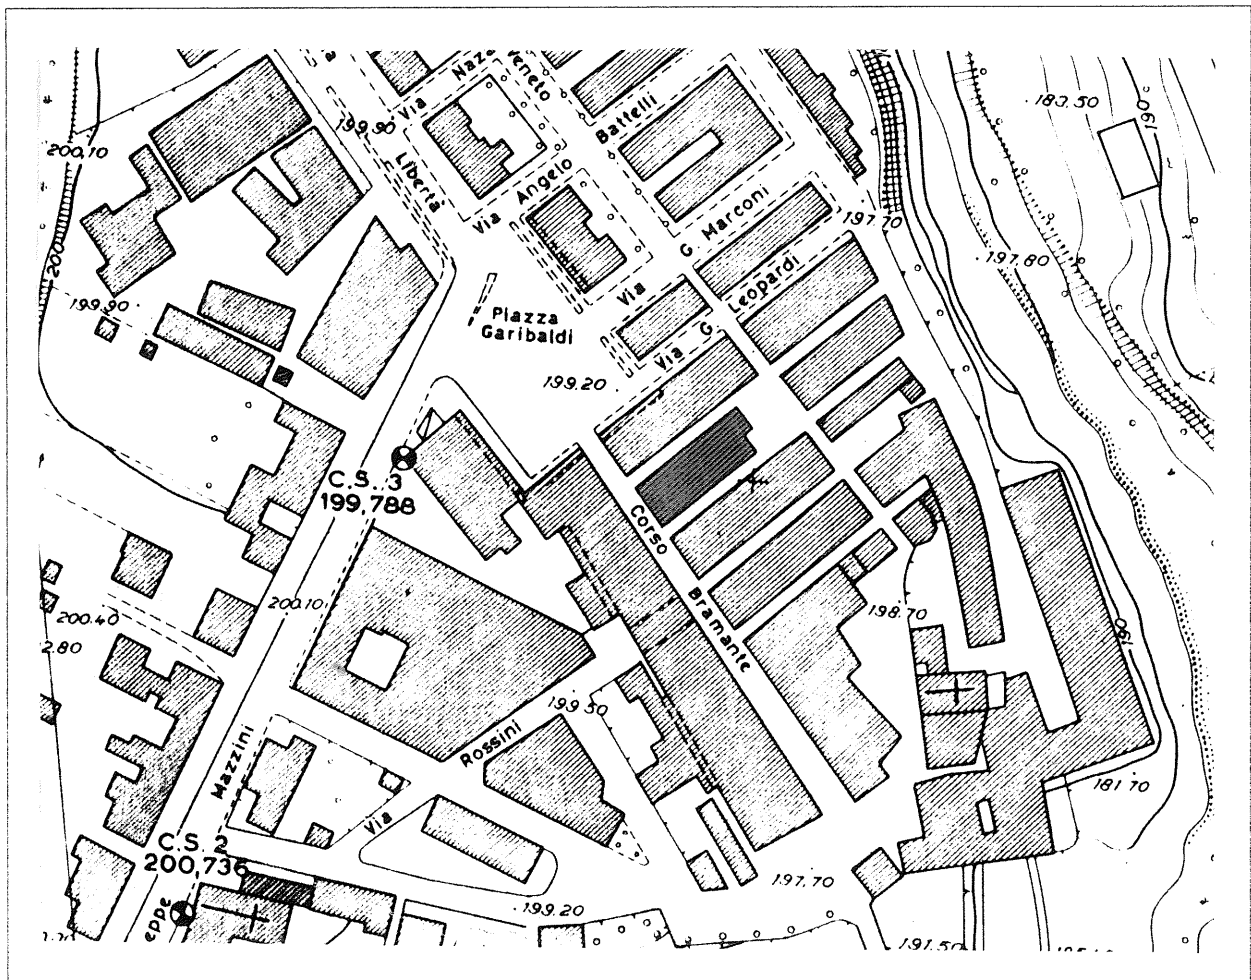 Via Naza
Veneto
183.50
190
199.90
200.10
Libertà
Via Angelo Battelli
197.70
197.80
Via G. Marconi
200
199.90
Piazza
Garibaldi
Via G. Leopardi
199.20
C.S. 3
199,788
Corso Bramante
200.10
200.40
2.80
198.70
190
199.50
Via Rossini
Mazzini
181.70
C.S. 2
200,736
197.70
199.20
eppe
191.50